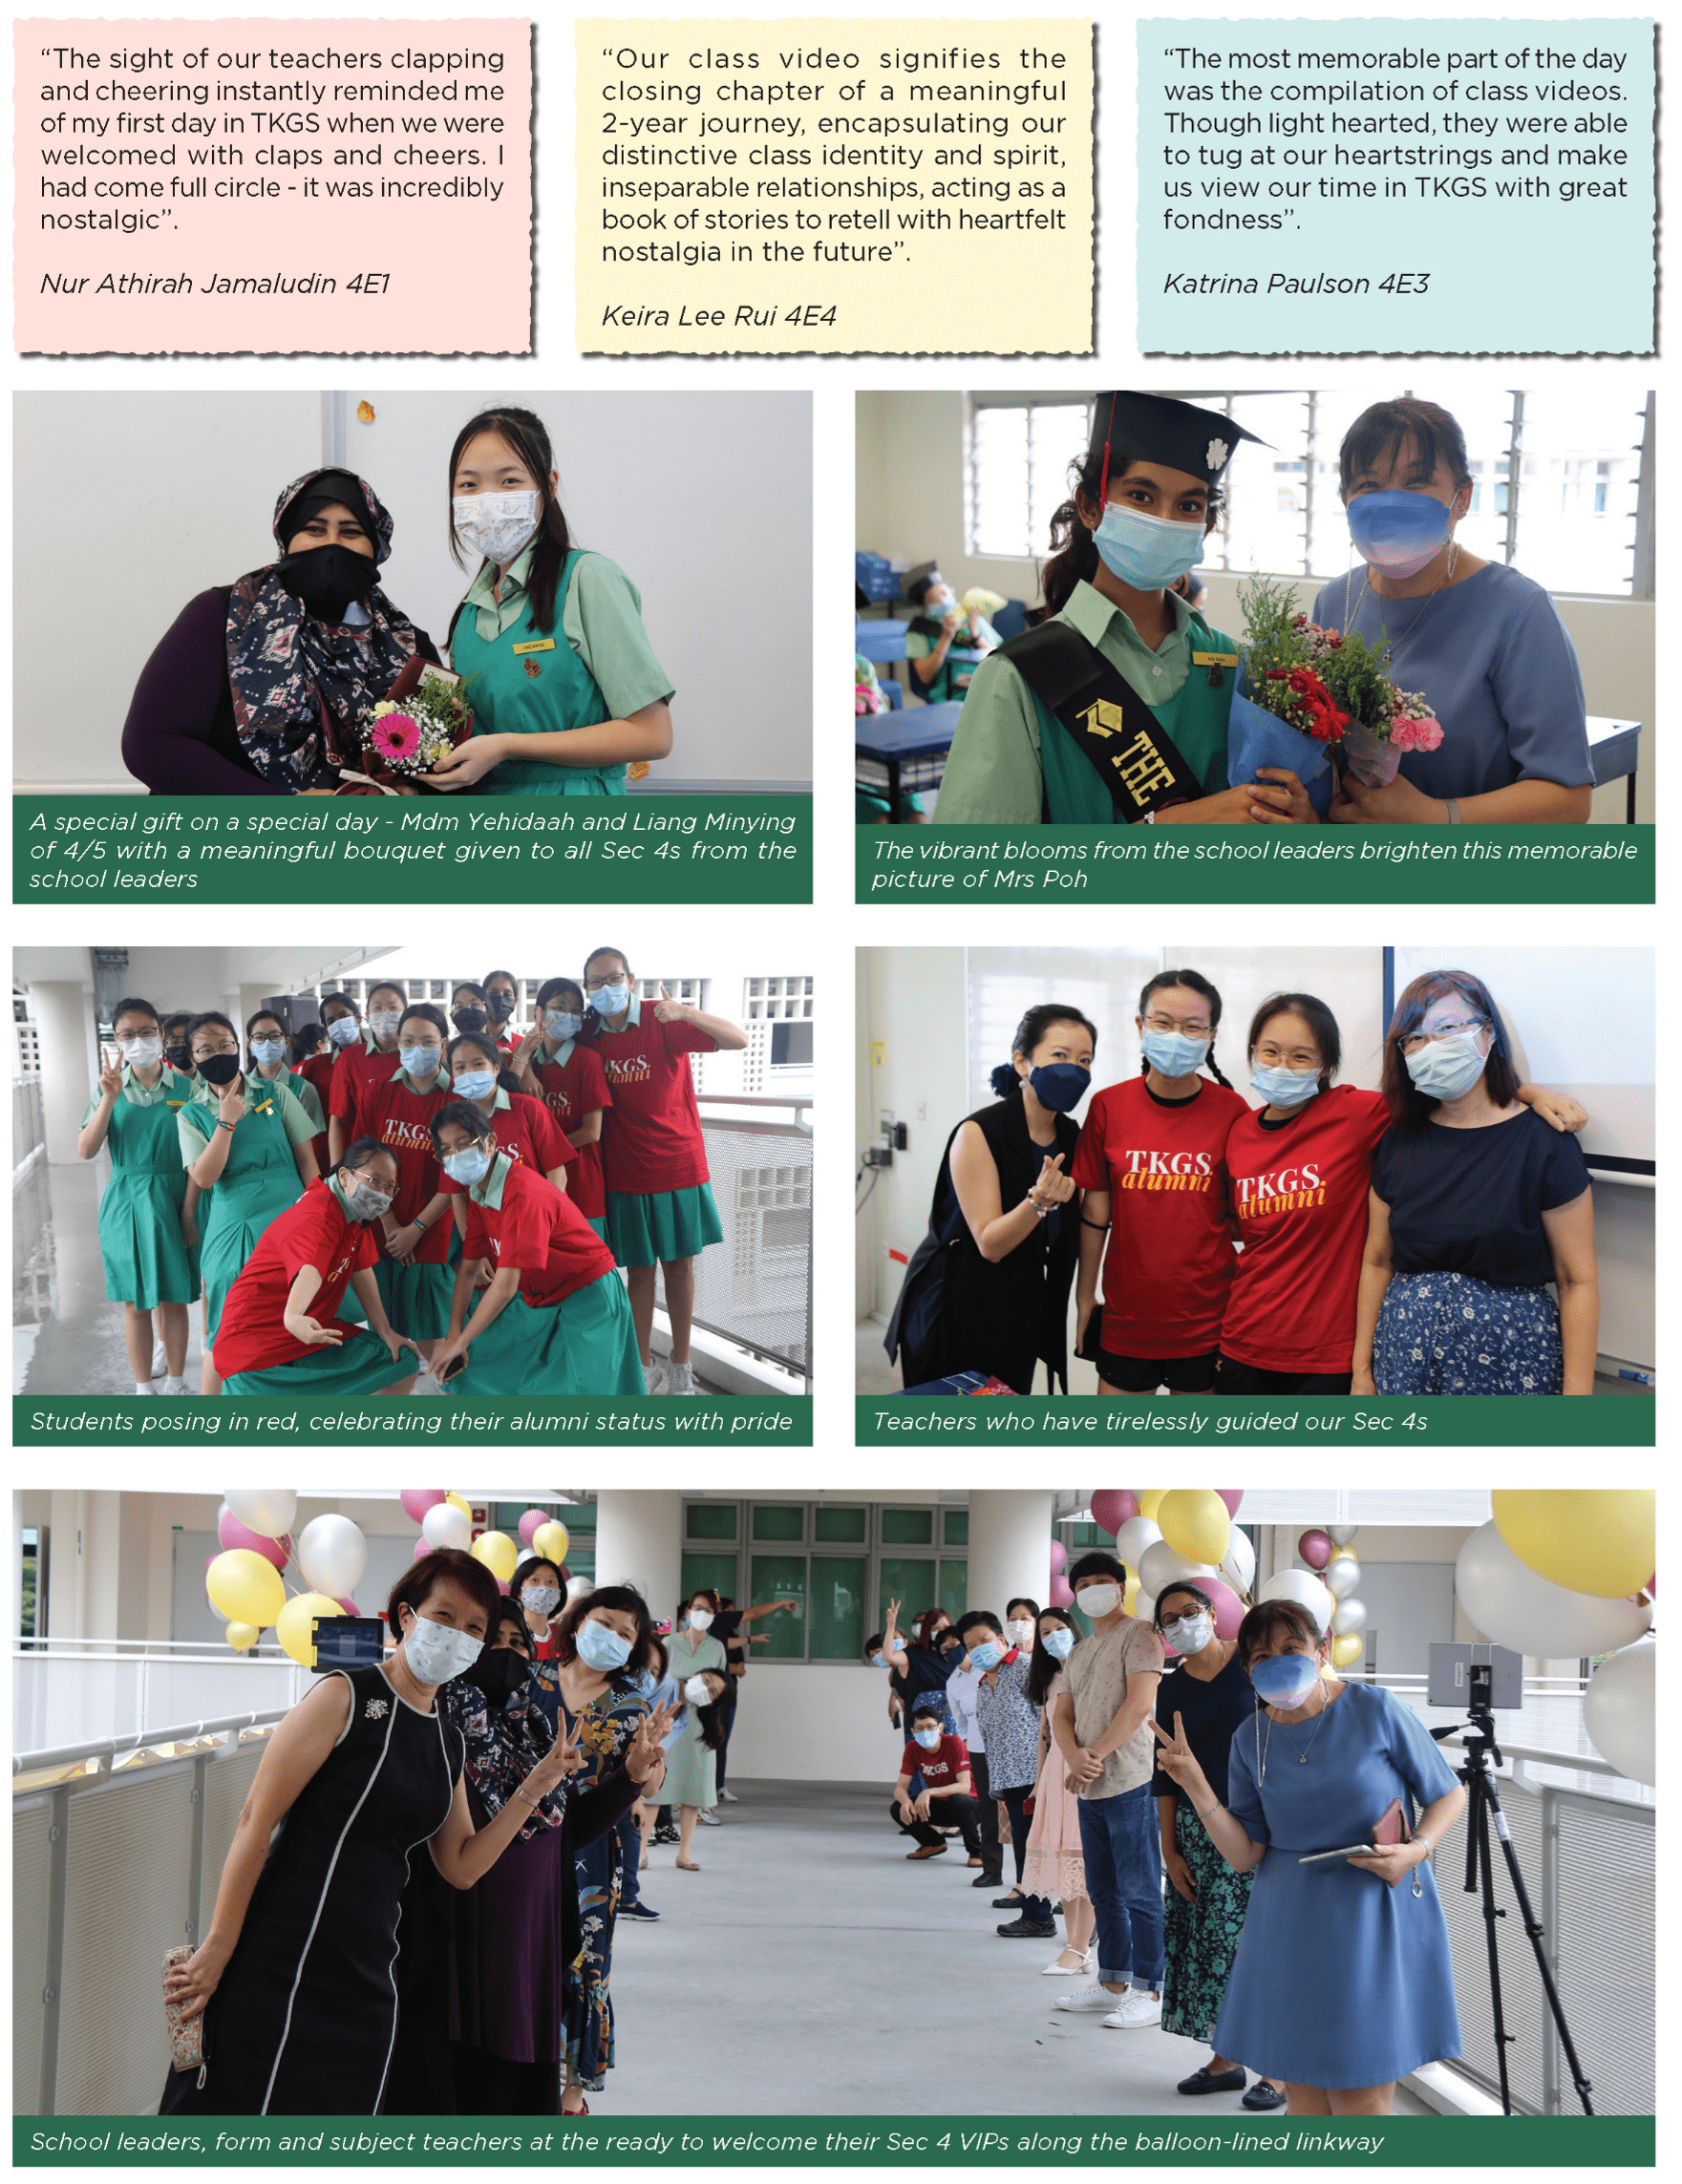 “The sight of our teachers clapping
and cheering instantly reminded me
of my first day in TKGS when we were
welcomed with claps and cheers. I
had come full circle - it was incredibly
nostalgic”.
Nur Athirah Jamaludin 4E1
“Our class video signifies the
closing chapter of a meaningful
2-year journey, encapsulating our
distinctive class identity and spirit,
inseparable relationships, acting as a
book of stories to retell with heartfelt
nostalgia in the future”.
Keira Lee Rui 4E4
“The most memorable part of the day
was the compilation of class videos.
Though light hearted, they were able
to tug at our heartstrings and make
us view our time in TKGS with great
fondness”.
Katrina Paulson 4E3
A special gift on a special day - Mdm Yehidaah and Liang Minying
of 4/5 with a meaningful bouquet given to all Sec 4s from the
school leaders
THE
The vibrant blooms from the school leaders brighten this memorable
picture of Mrs Poh
TKGS
alumni
KGS
alumni
GS
Students posing in red, celebrating their alumni status with pride
TKGS
alumni
TKGS
alumni
Teachers who have tirelessly guided our Sec 4s
TKGS
School leaders, form and subject teachers at the ready to welcome their Sec 4 VIPs along the balloon-lined linkway